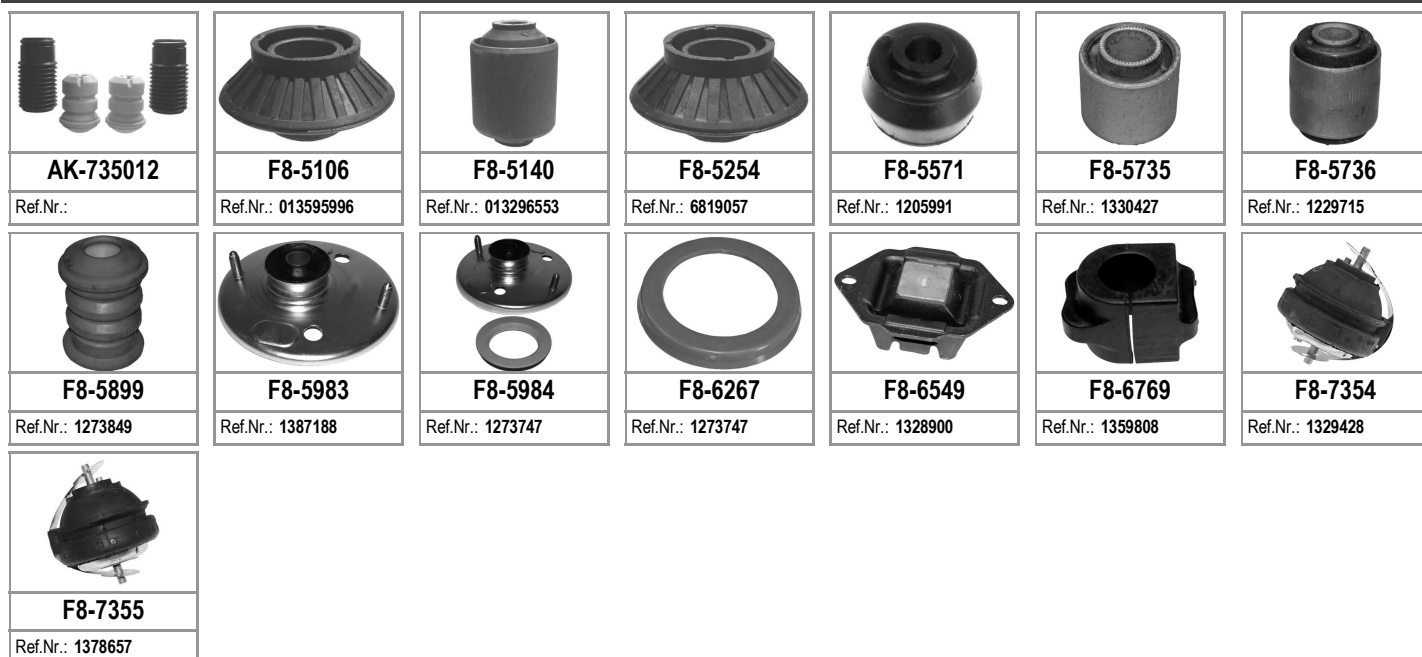 AK-735012
Ref.Nr.:
F8-5106
Ref.Nr.: 013595996
F8-5140
Ref.Nr.: 013296553
F8-5254
Ref.Nr.: 6819057
F8-5571
Ref.Nr.: 1205991
F8-5735
Ref.Nr.: 1330427
F8-5736
Ref.Nr.: 1229715
F8-5899
Ref.Nr.: 1273849
F8-5983
Ref.Nr.: 1387188
F8-5984
Ref.Nr.: 1273747
F8-6267
Ref.Nr.: 1273747
F8-6549
Ref.Nr.: 1328900
F8-6769
Ref.Nr.: 1359808
F8-7354
Ref.Nr.: 1329428
F8-7355
Ref.Nr.: 1378657